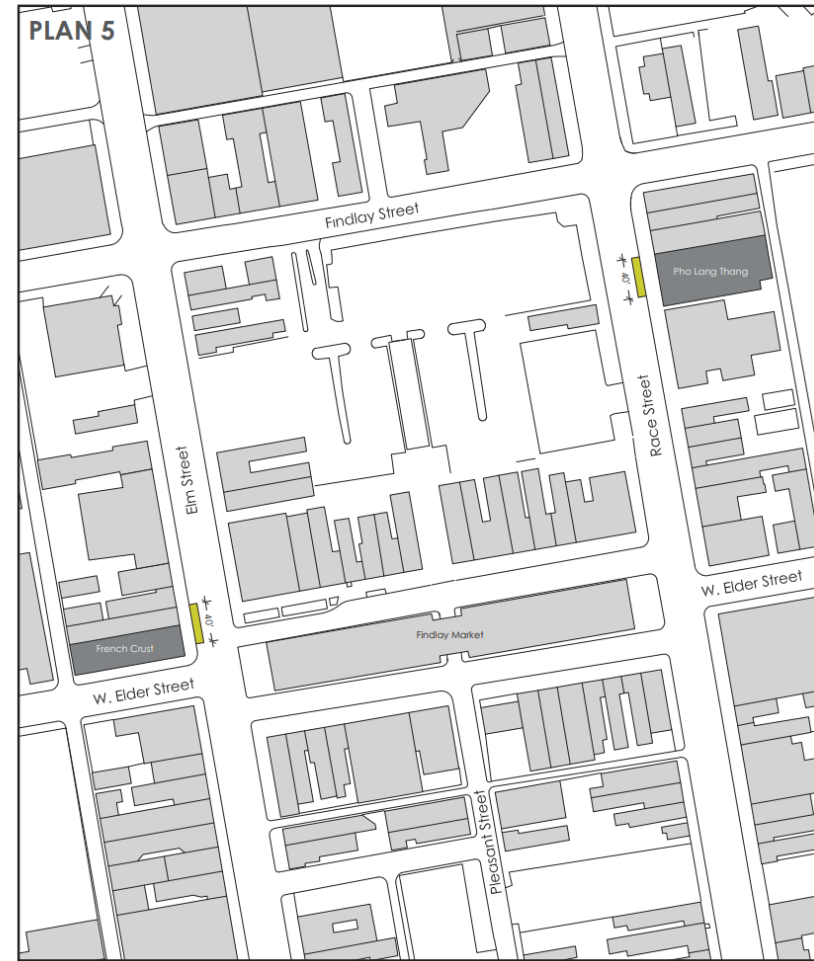 PLAN 5
Findlay Street
Pho Lang Thang
40'
Race Street
Elm Street
W. Elder Street
40'
Findlay Market
French Crust
W. Elder Street
Pleasant Street